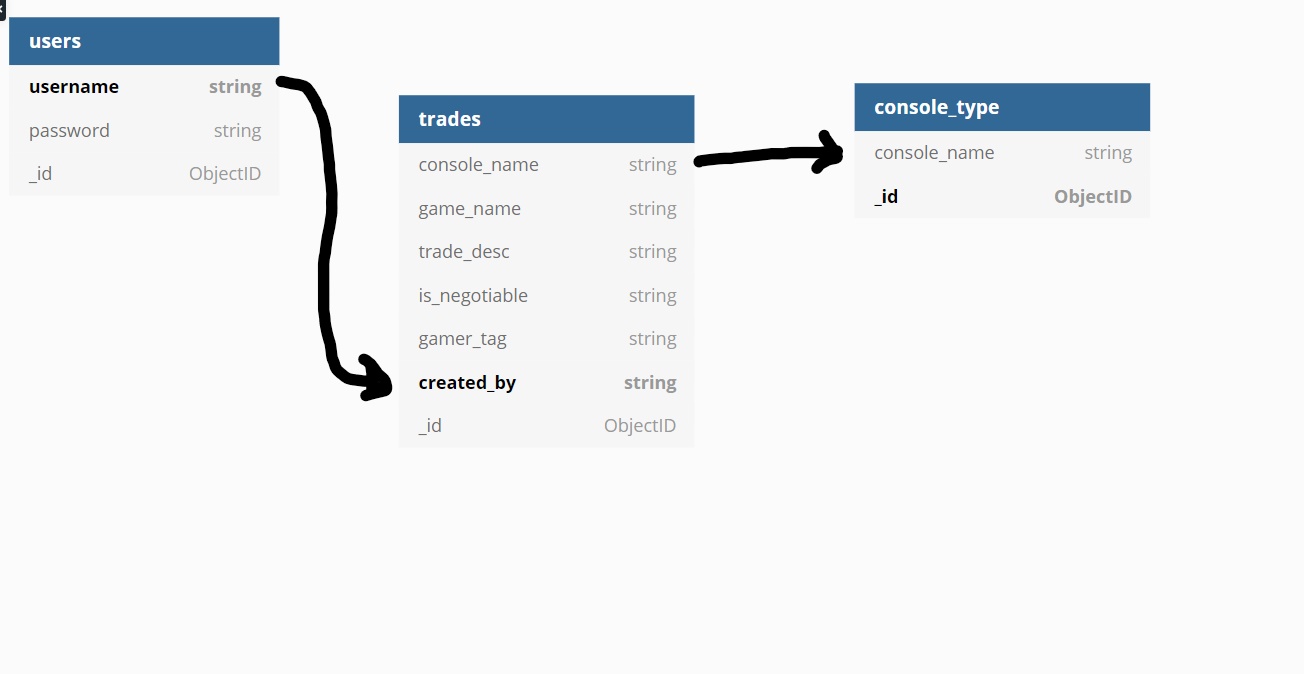 users
username string
password string
_id ObjectID
trades
console_name string
game_name string
trade_desc string
is_negotiable string
gamer_tag string
created_by string
_id ObjectID
console_type
console_name string
_id ObjectID